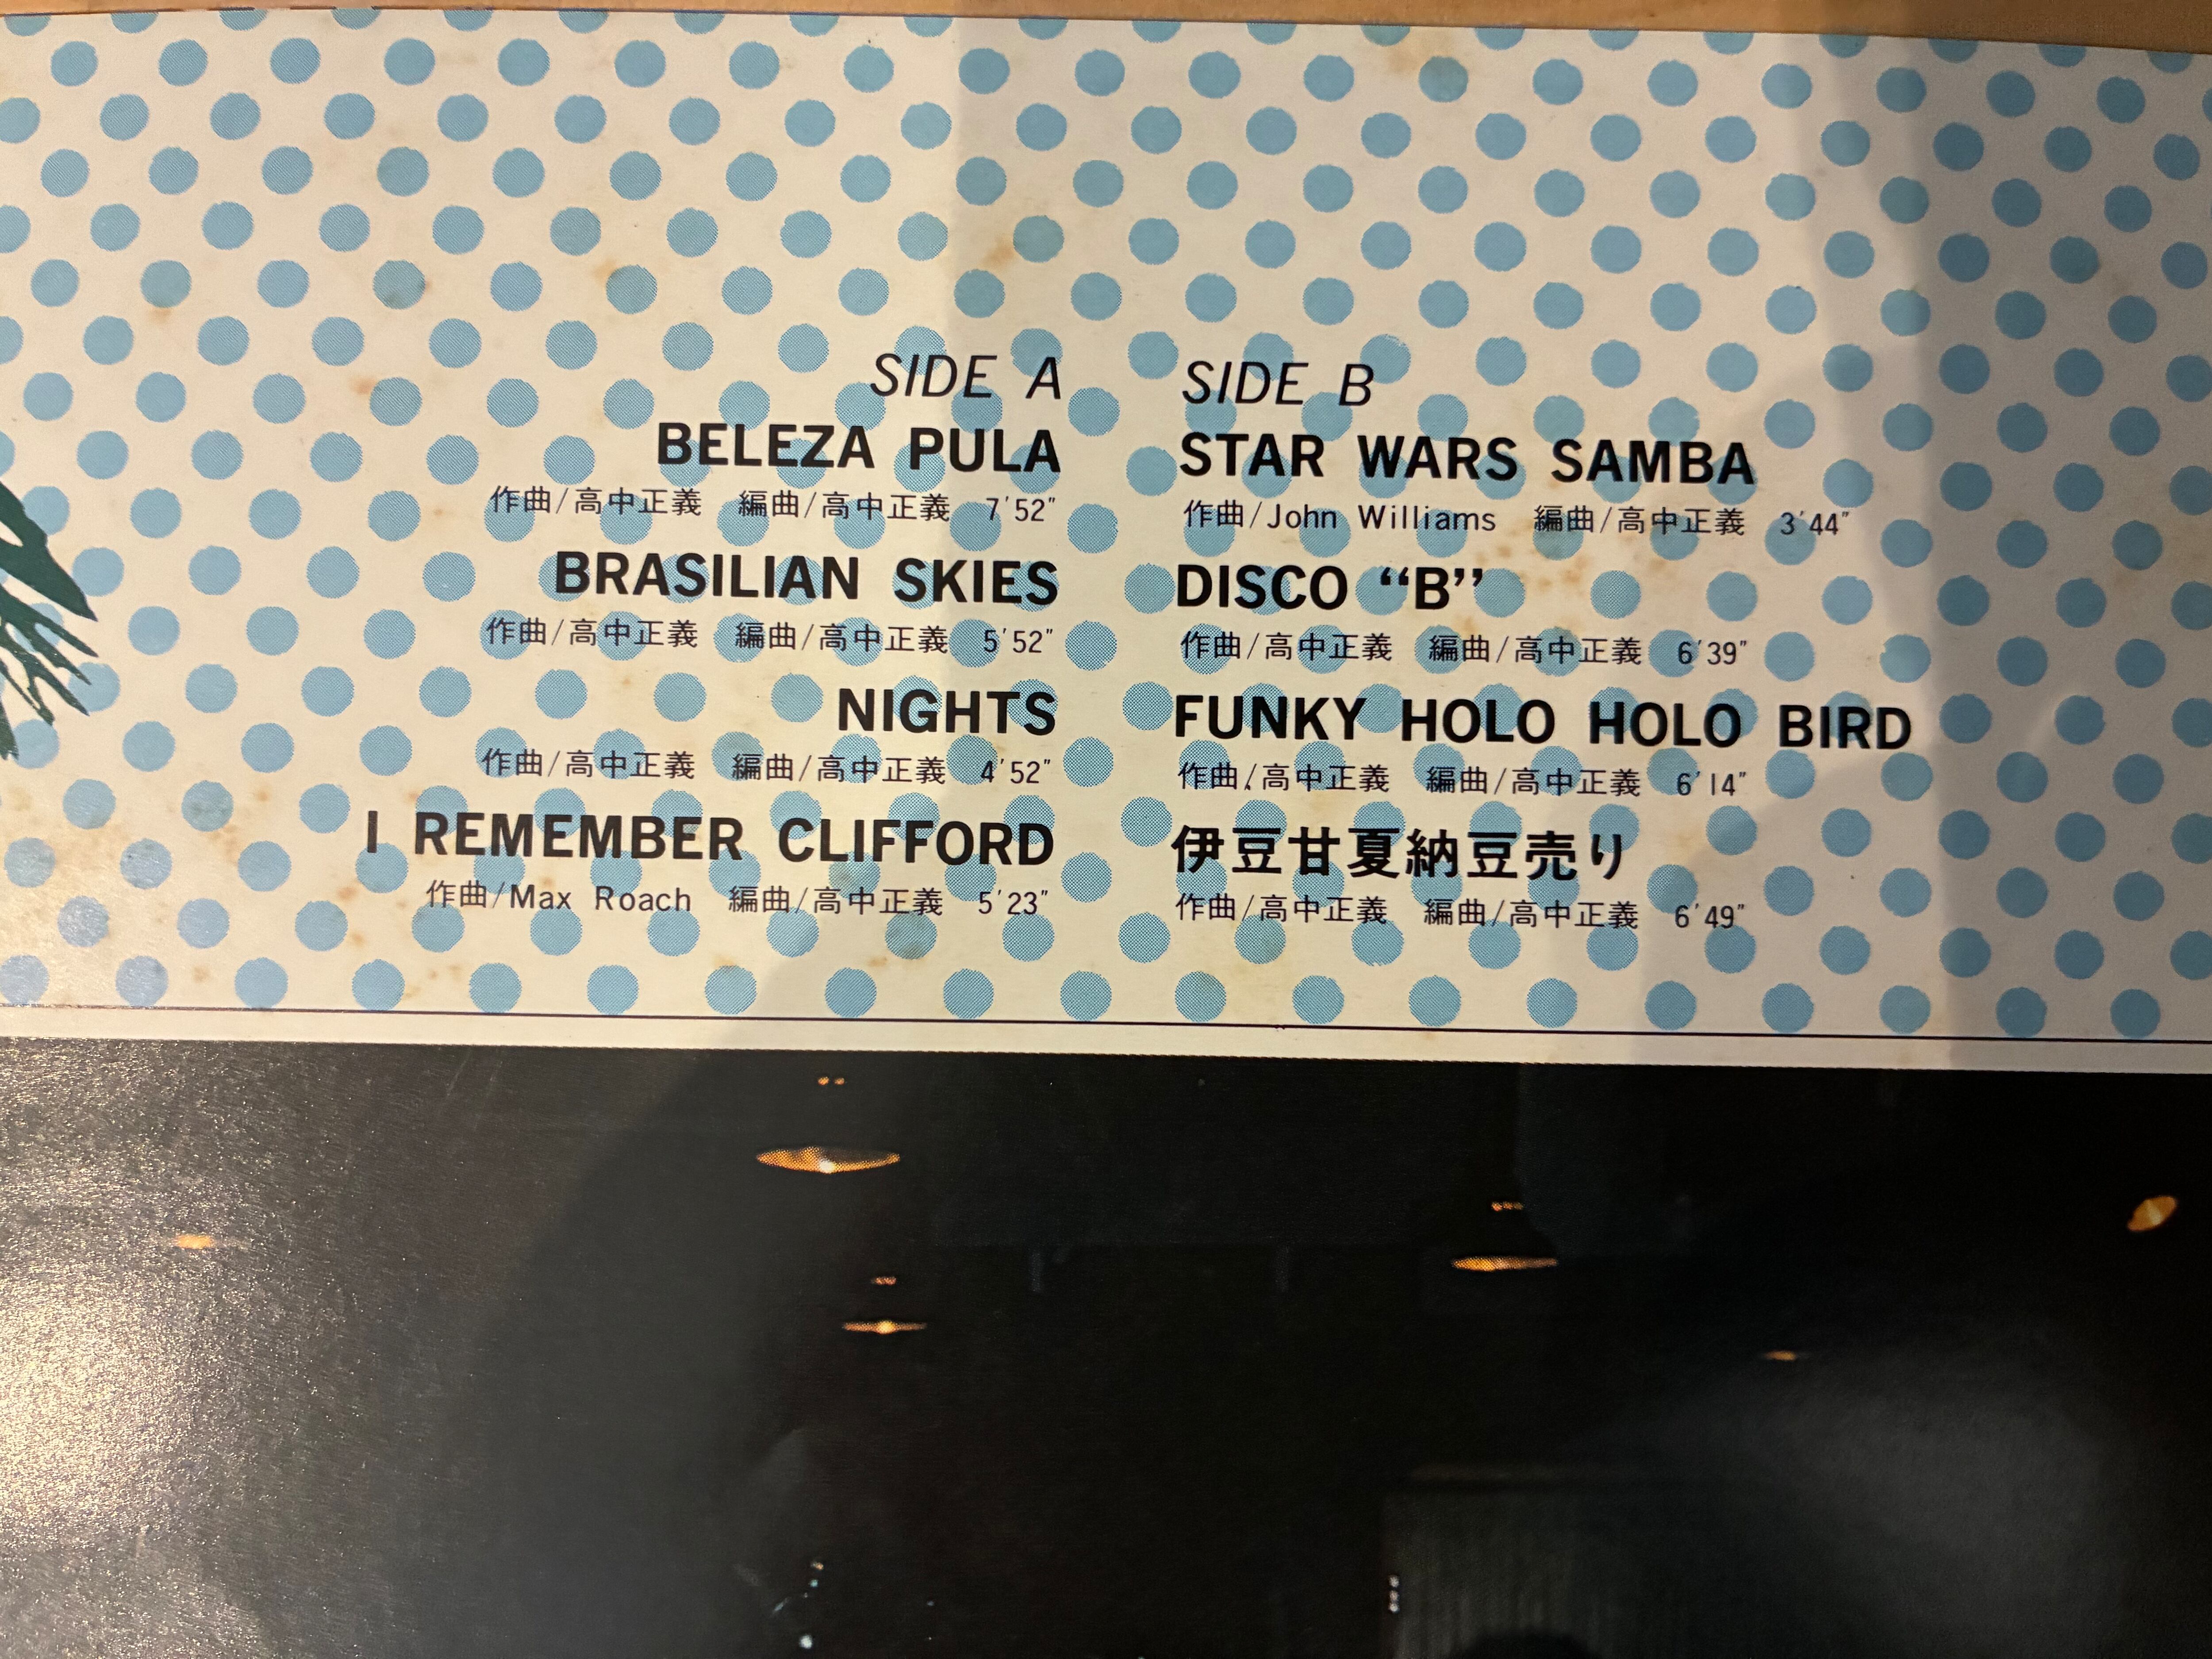 SIDE A
BELEZA PULA
作曲/高中正義 編曲/高中正義 7'52"
BRASILIAN SKIES
作曲/高中正義 編曲/高中正義 5'52"
NIGHTS
作曲/高中正義 編曲/高中正義 4'52"
I REMEMBER CLIFFORD
作曲/Max Roach 編曲/高中正義 5'23"
SIDE B
STAR WARS SAMBA
作曲/John Williams 編曲/高中正義 3'44"
DISCO “B”
作曲/高中正義 編曲/高中正義 6'39"
FUNKY HOLO HOLO BIRD
作曲/高中正義 編曲/高中正義 6'14"
伊豆甘夏納豆売り
作曲/高中正義 編曲/高中正義 6'49"